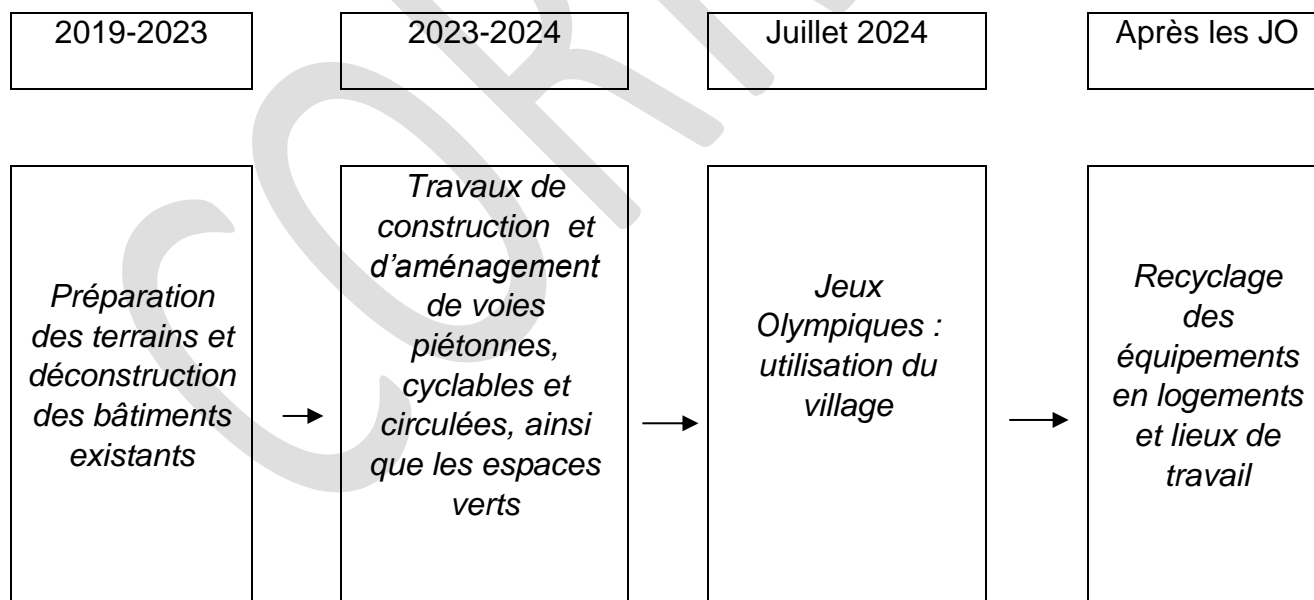 2019-2023
2023-2024
Juillet 2024
Après les JO
Préparation
des terrains et
déconstruction
des bâtiments
existants
Travaux de
construction et
d'aménagement
de voies
piétonnes,
cyclables et
circulées, ainsi
que les espaces
verts
Jeux
Olympiques :
utilisation du
village
Recyclage
des
équipements
en logements
et lieux de
travail